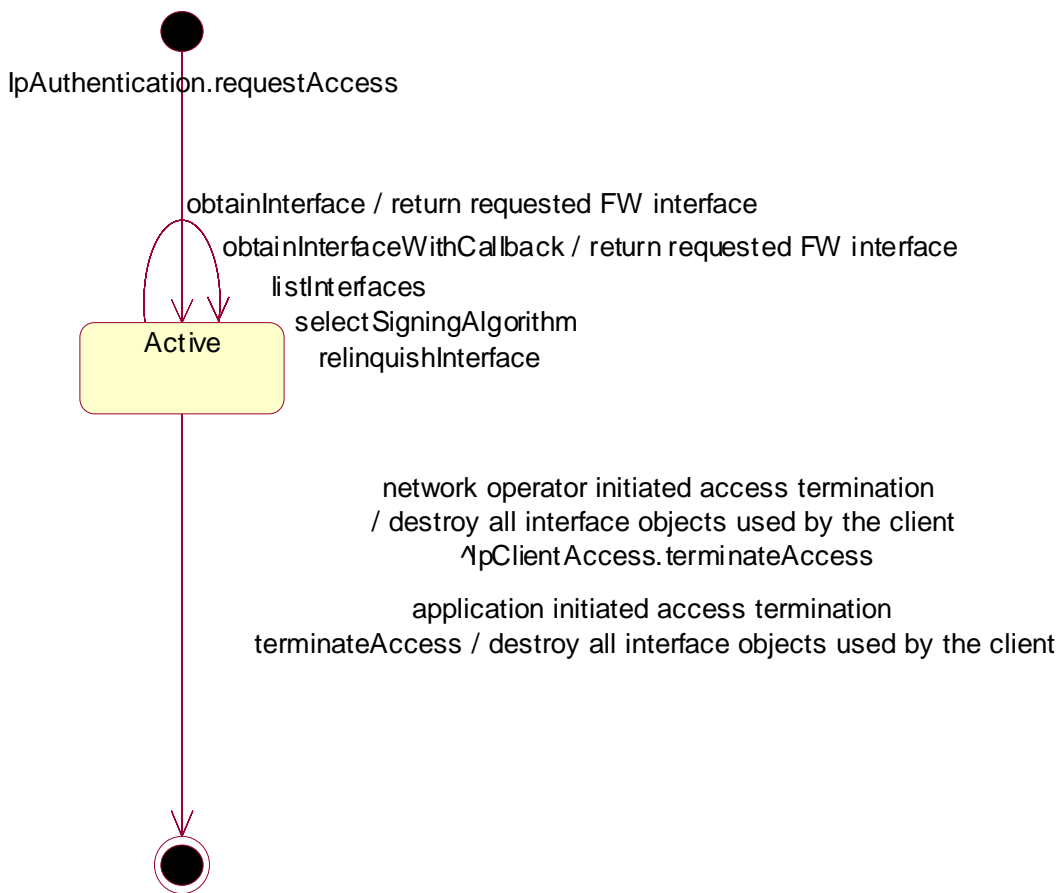 IpAuthentication.requestAccess
obtainInterface / return requested FW interface
obtainInterfaceWithCallback / return requested FW interface
listInterfaces
selectSigningAlgorithm
Active
relinquishInterface
network operator initiated access termination
/ destroy all interface objects used by the client
^IpClientAccess.terminateAccess
application initiated access termination
terminateAccess / destroy all interface objects used by the client